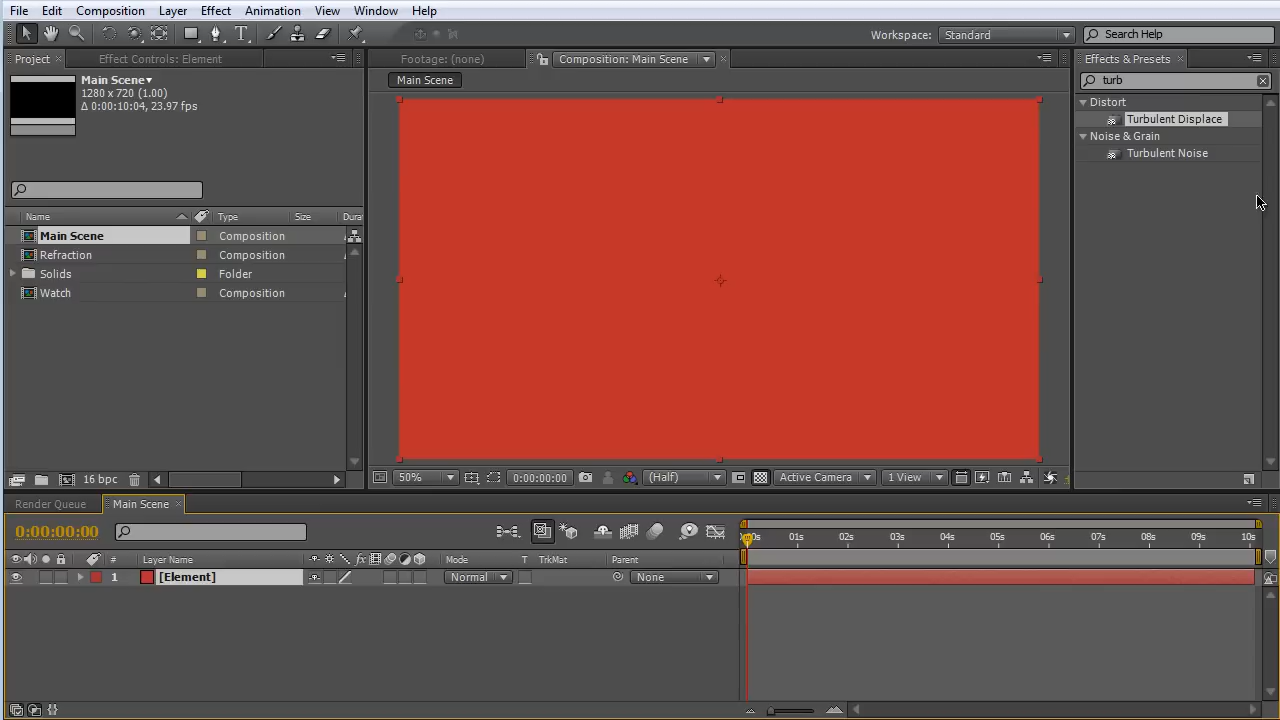 File Edit Composition Layer Effect Animation View Window Help
T Workspace: Standard Search Help
Project Effect Controls: Element Footage: (none) Composition: Main Scene Effects & Presets
Main Scene
1280 x 720 (1.00)
Δ 0:00:10:04, 23.97 fps
Main Scene
turb
Distort
Turbulent Displace
Noise & Grain
Turbulent Noise
Name Type Size Durat
Main Scene Composition
Refraction Composition
Solids Folder
Watch Composition
16 bpc
50% 0:00:00:00 (Half) Active Camera 1 View
Render Queue Main Scene
0:00:00:00
01s 02s 03s 04s 05s 06s 07s 08s 09s 10s
# Layer Name fx Mode T TrkMat Parent
1 [Element] Normal None